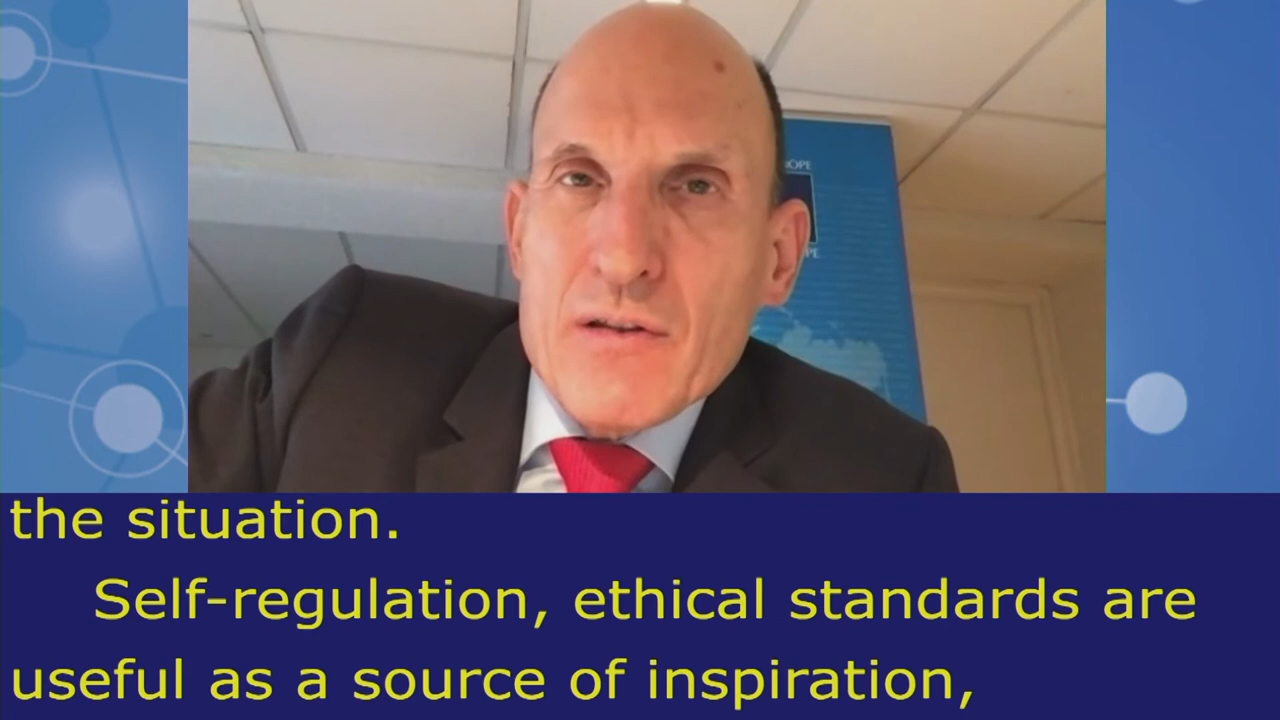 the situation.
Self-regulation, ethical standards are
useful as a source of inspiration,